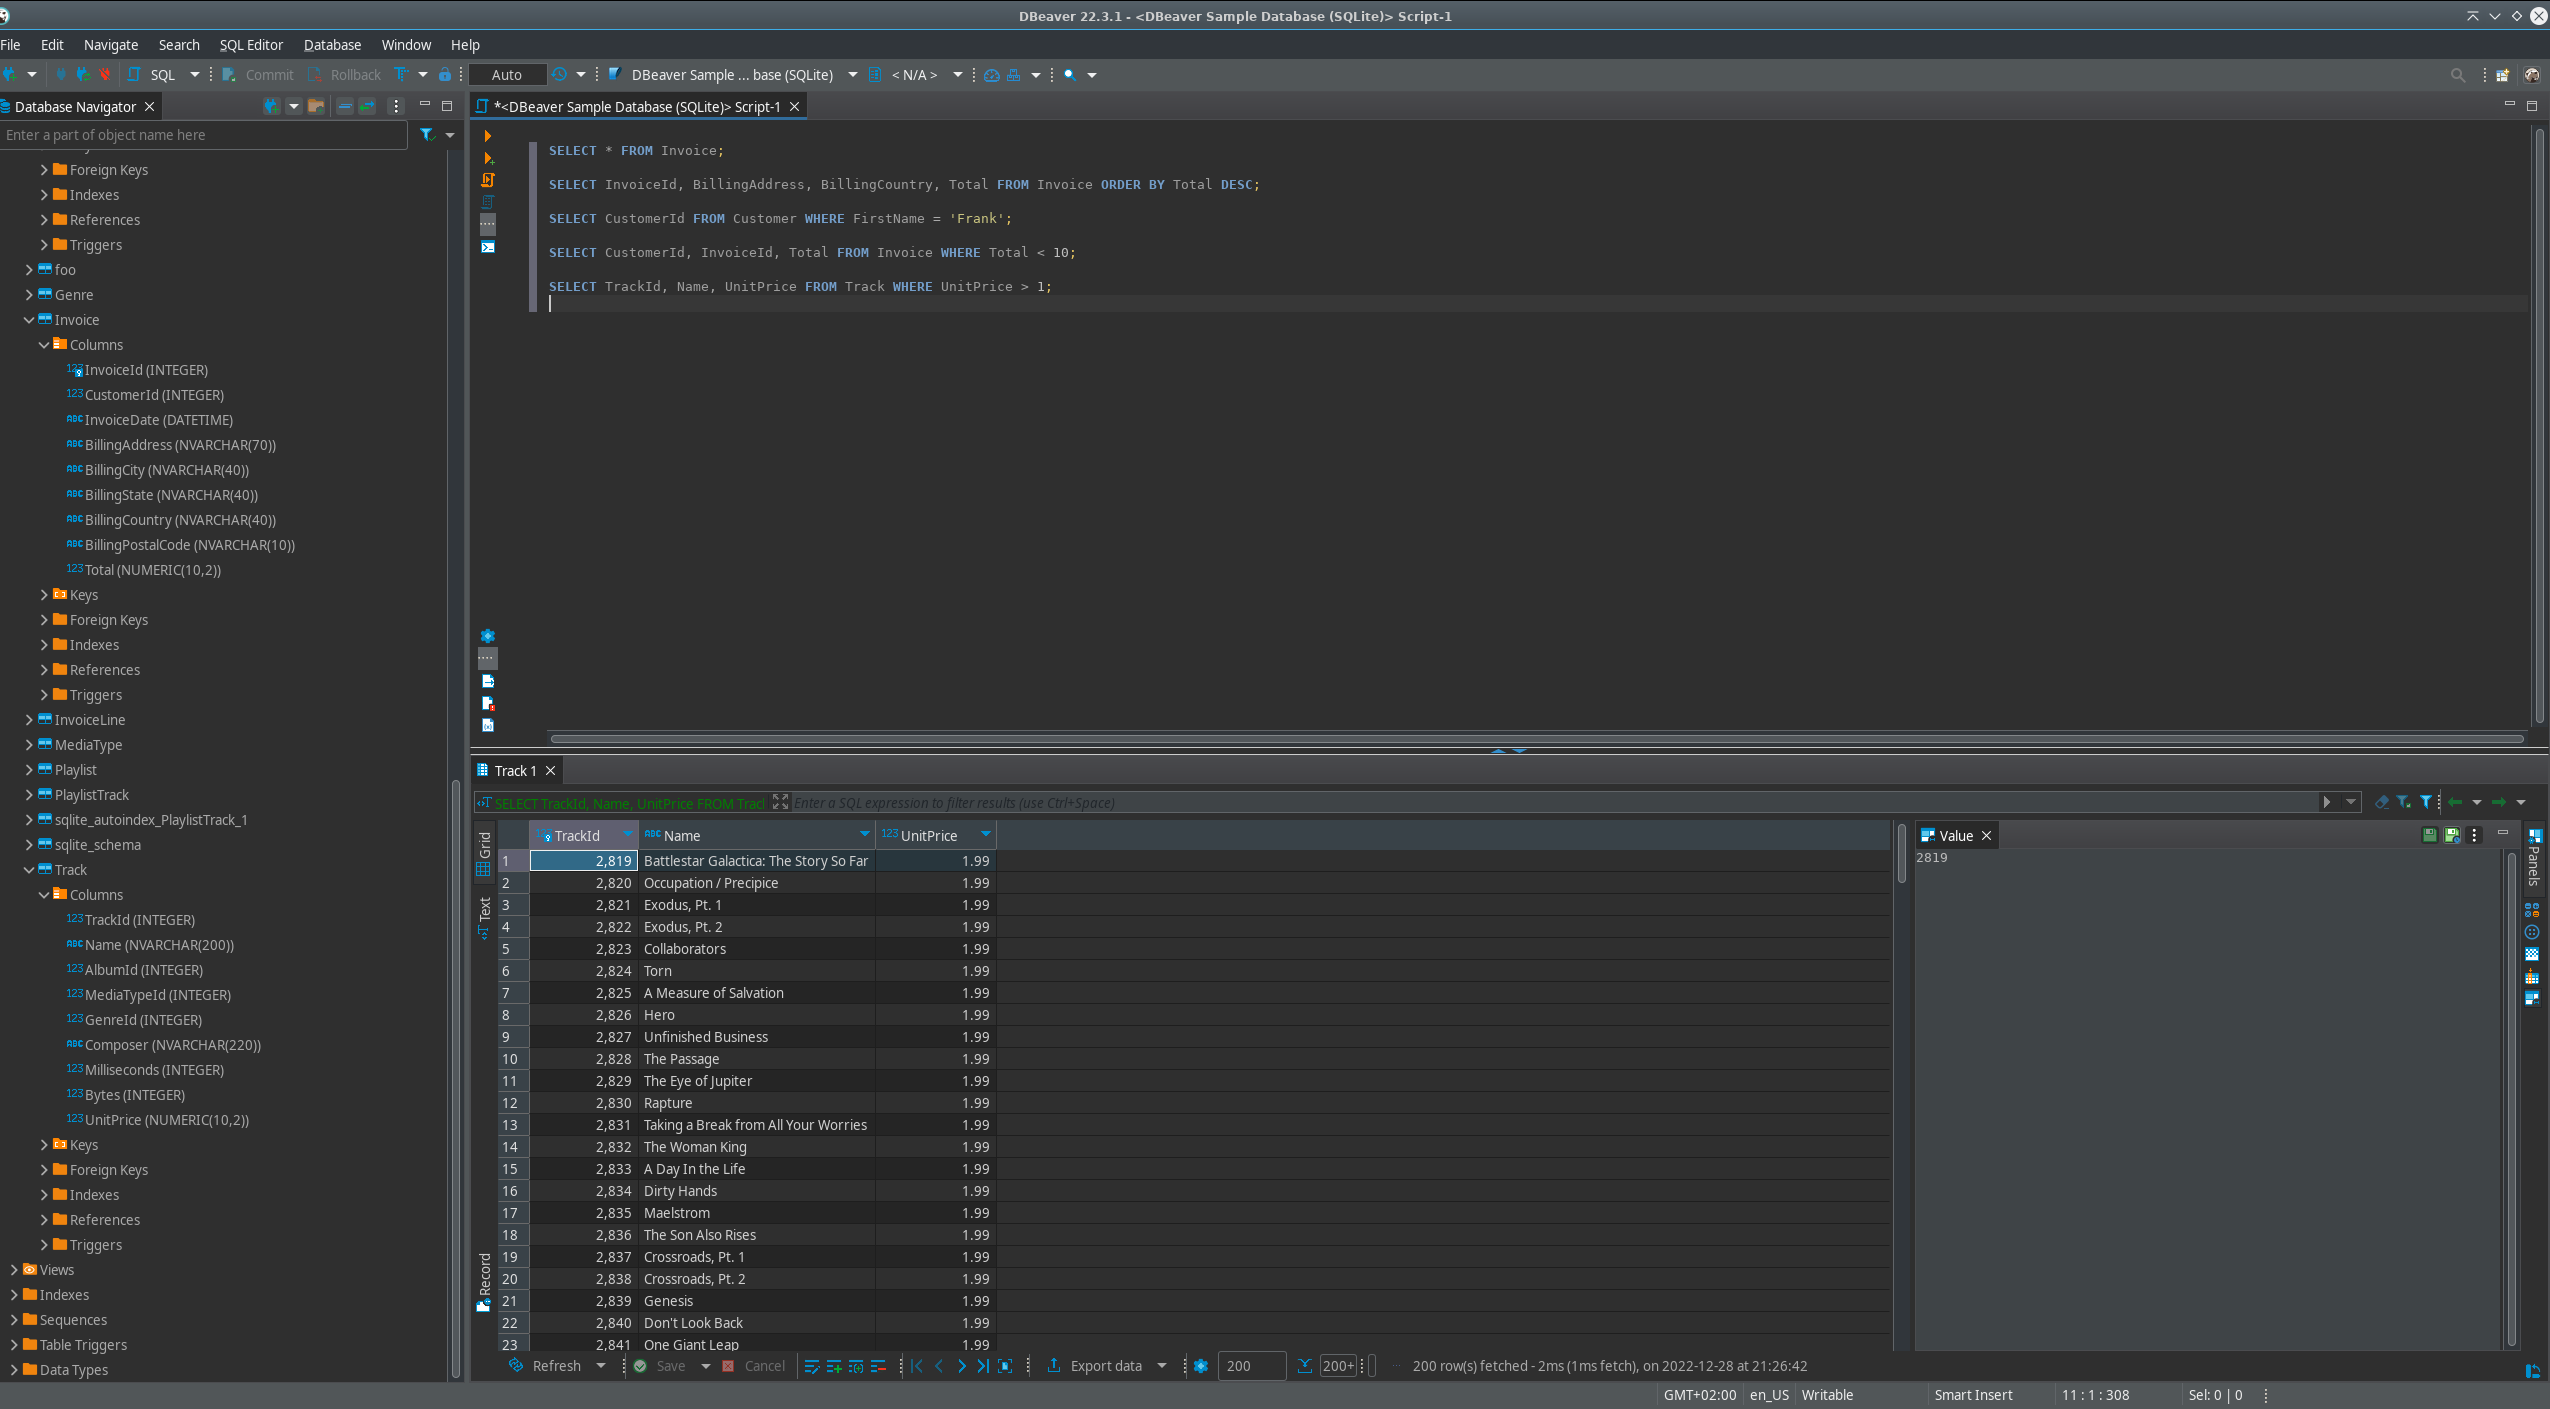 DBeaver 22.3.1 - <DBeaver Sample Database (SQLite)> Script-1
File Edit Navigate Search SQL Editor Database Window Help
SQL Commit Rollback Auto DBeaver Sample ... base (SQLite) < N/A >
Database Navigator
Enter a part of object name here
Foreign Keys
Indexes
References
Triggers
foo
Genre
Invoice
Columns
InvoiceId (INTEGER)
CustomerId (INTEGER)
InvoiceDate (DATETIME)
BillingAddress (NVARCHAR(70))
BillingCity (NVARCHAR(40))
BillingState (NVARCHAR(40))
BillingCountry (NVARCHAR(40))
BillingPostalCode (NVARCHAR(10))
Total (NUMERIC(10,2))
Keys
Foreign Keys
Indexes
References
Triggers
InvoiceLine
MediaType
Playlist
PlaylistTrack
sqlite_autoindex_PlaylistTrack_1
sqlite_schema
Track
Columns
TrackId (INTEGER)
Name (NVARCHAR(200))
AlbumId (INTEGER)
MediaTypeId (INTEGER)
GenreId (INTEGER)
Composer (NVARCHAR(220))
Milliseconds (INTEGER)
Bytes (INTEGER)
UnitPrice (NUMERIC(10,2))
Keys
Foreign Keys
Indexes
References
Triggers
Views
Indexes
Sequences
Table Triggers
Data Types
*<DBeaver Sample Database (SQLite)> Script-1
SELECT * FROM Invoice;
SELECT InvoiceId, BillingAddress, BillingCountry, Total FROM Invoice ORDER BY Total DESC;
SELECT CustomerId FROM Customer WHERE FirstName = 'Frank';
SELECT CustomerId, InvoiceId, Total FROM Invoice WHERE Total < 10;
SELECT TrackId, Name, UnitPrice FROM Track WHERE UnitPrice > 1;
Track 1
SELECT TrackId, Name, UnitPrice FROM Tracl Enter a SQL expression to filter results (use Ctrl+Space)
Grid
Text
Record
TrackId Name UnitPrice
1 2,819 Battlestar Galactica: The Story So Far 1.99
2 2,820 Occupation / Precipice 1.99
3 2,821 Exodus, Pt. 1 1.99
4 2,822 Exodus, Pt. 2 1.99
5 2,823 Collaborators 1.99
6 2,824 Torn 1.99
7 2,825 A Measure of Salvation 1.99
8 2,826 Hero 1.99
9 2,827 Unfinished Business 1.99
10 2,828 The Passage 1.99
11 2,829 The Eye of Jupiter 1.99
12 2,830 Rapture 1.99
13 2,831 Taking a Break from All Your Worries 1.99
14 2,832 The Woman King 1.99
15 2,833 A Day In the Life 1.99
16 2,834 Dirty Hands 1.99
17 2,835 Maelstrom 1.99
18 2,836 The Son Also Rises 1.99
19 2,837 Crossroads, Pt. 1 1.99
20 2,838 Crossroads, Pt. 2 1.99
21 2,839 Genesis 1.99
22 2,840 Don't Look Back 1.99
23 2,841 One Giant Leap 1.99
Value
2819
Panels
Refresh Save Cancel Export data 200 200+ 200 row(s) fetched - 2ms (1ms fetch), on 2022-12-28 at 21:26:42
GMT+02:00 en_US Writable Smart Insert 11 : 1 : 308 Sel: 0 | 0